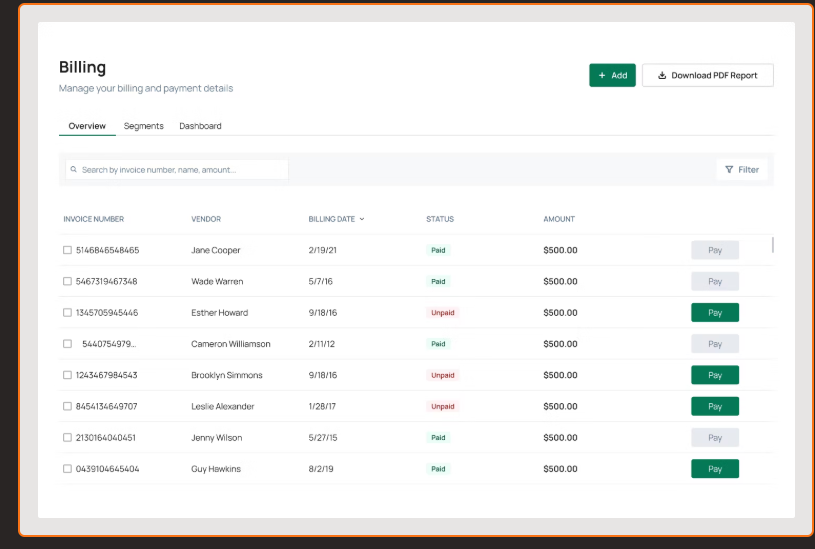 Billing
+ Add
Download PDF Report
Manage your billing and payment details
Overview Segments Dashboard
Search by invoice number, name, amount...
Filter
INVOICE NUMBER VENDOR BILLING DATE STATUS AMOUNT
5146846548465 Jane Cooper 2/19/21 Paid $500.00 Pay
5467319467348 Wade Warren 5/7/16 Paid $500.00 Pay
1345705945446 Esther Howard 9/18/16 Unpaid $500.00 Pay
5440754979... Cameron Williamson 2/11/12 Paid $500.00 Pay
1243467984543 Brooklyn Simmons 9/18/16 Unpaid $500.00 Pay
8454134649707 Leslie Alexander 1/28/17 Unpaid $500.00 Pay
2130164040451 Jenny Wilson 5/27/15 Paid $500.00 Pay
0439104645404 Guy Hawkins 8/2/19 Paid $500.00 Pay